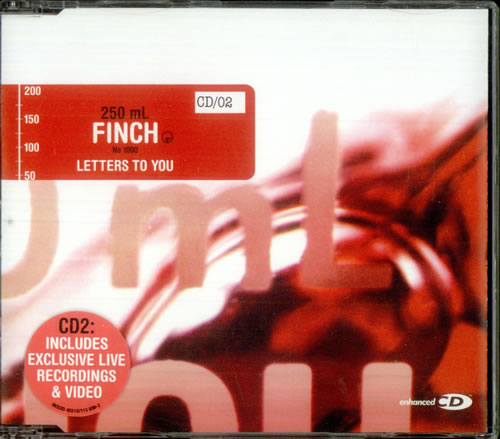 200
150
100
50
250 mL
FINCH
No 1000
LETTERS TO YOU
CD/02
0 mL
CD2:
INCLUDES
EXCLUSIVE LIVE
RECORDINGS
& VIDEO
enhanced CD